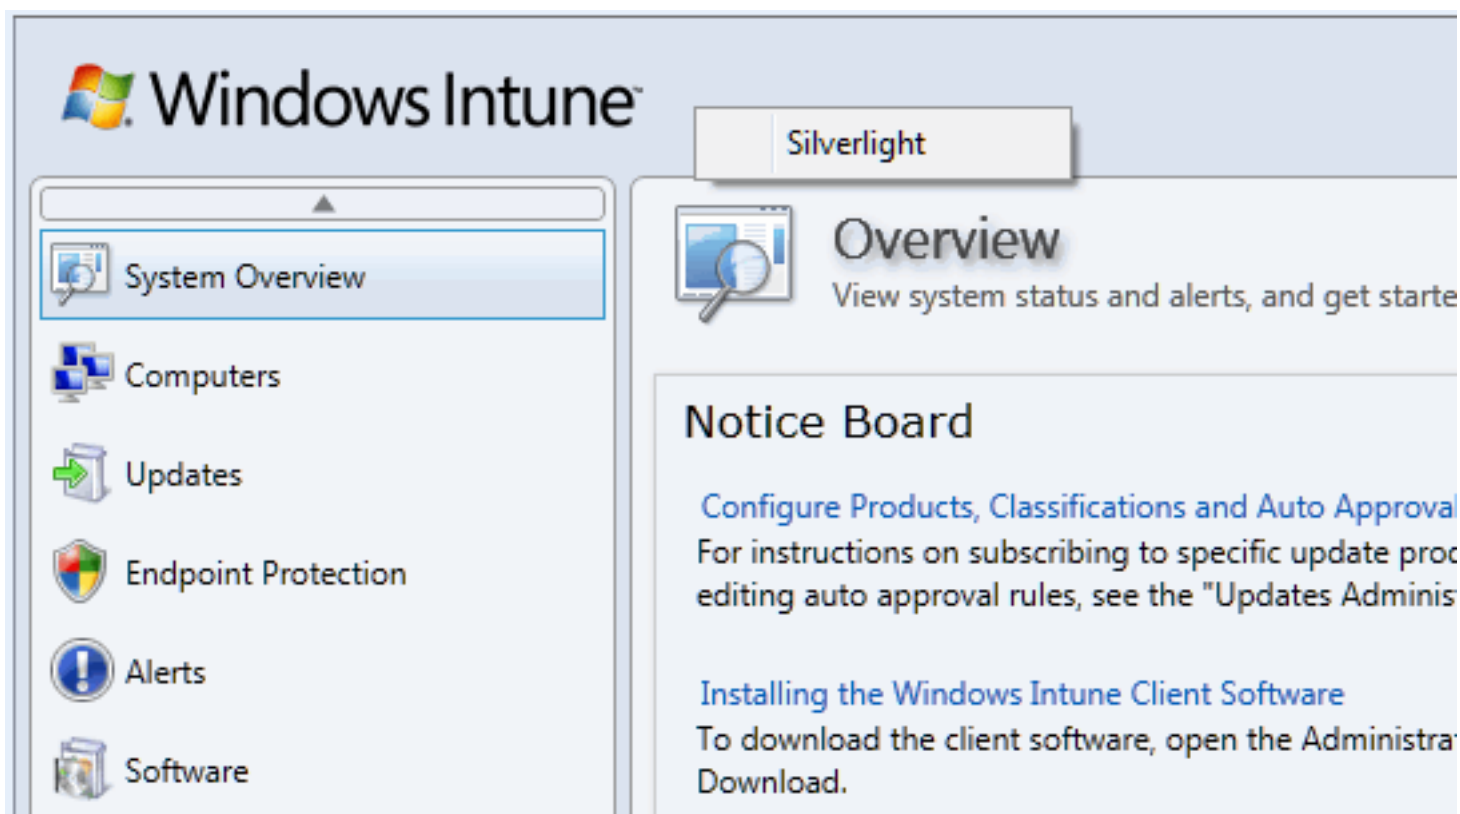 Windows Intune™
Silverlight
System Overview
Computers
Updates
Endpoint Protection
Alerts
Software
Overview
View system status and alerts, and get starte
Notice Board
Configure Products, Classifications and Auto Approval
For instructions on subscribing to specific update prod
editing auto approval rules, see the "Updates Adminis
Installing the Windows Intune Client Software
To download the client software, open the Administra
Download.